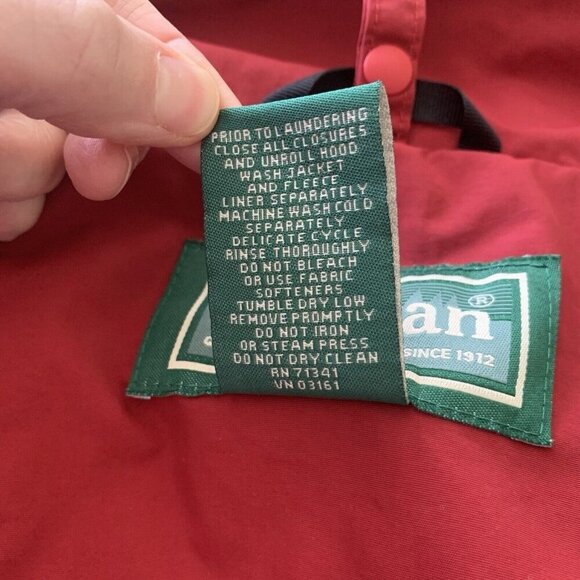 PRIOR TO LAUNDERING
CLOSE ALL CLOSURES
AND UNROLL HOOD
WASH JACKET
AND FLEECE
LINER SEPARATELY
MACHINE WASH COLD
SEPARATELY
DELICATE CYCLE
RINSE THOROUGHLY
DO NOT BLEACH
OR USE FABRIC
SOFTENERS
TUMBLE DRY LOW
REMOVE PROMPTLY
DO NOT IRON
OR STEAM PRESS
DO NOT DRY CLEAN
RN 71341
VN 03161
an®
SINCE 1912